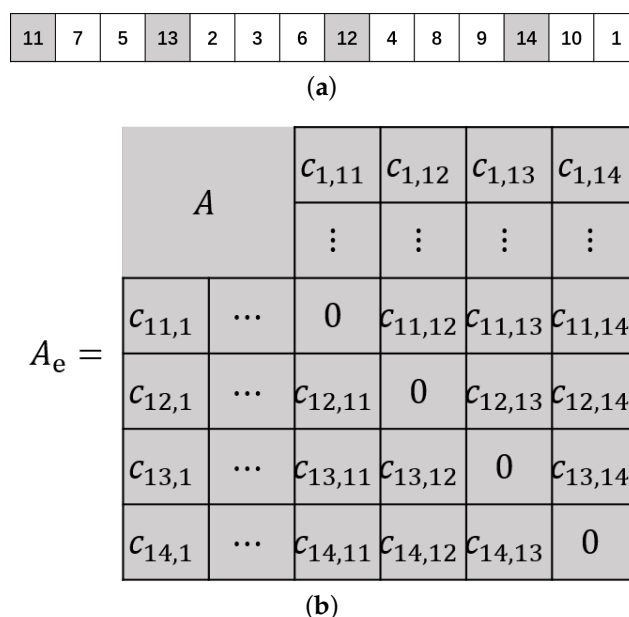 11 7 5 13 2 3 6 12 4 8 9 14 10 1
(a)
A c₁,₁₁ c₁,₁₂ c₁,₁₃ c₁,₁₄
⋮ ⋮ ⋮ ⋮
c₁₁,₁ ⋯ 0 c₁₁,₁₂ c₁₁,₁₃ c₁₁,₁₄
Aₑ = c₁₂,₁ ⋯ c₁₂,₁₁ 0 c₁₂,₁₃ c₁₂,₁₄
c₁₃,₁ ⋯ c₁₃,₁₁ c₁₃,₁₂ 0 c₁₃,₁₄
c₁₄,₁ ⋯ c₁₄,₁₁ c₁₄,₁₂ c₁₄,₁₃ 0
(b)